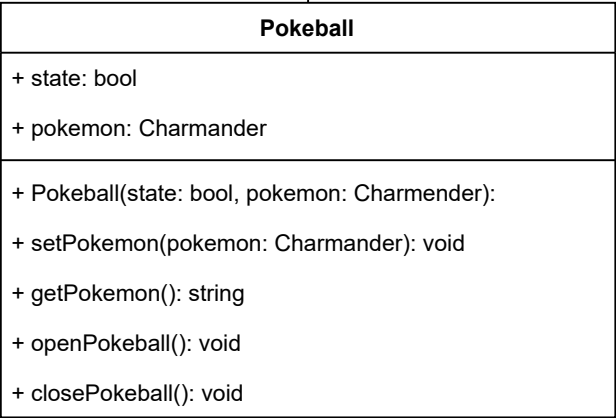 Pokeball
+ state: bool
+ pokemon: Charmander
+ Pokeball(state: bool, pokemon: Charmender):
+ setPokemon(pokemon: Charmander): void
+ getPokemon(): string
+ openPokeball(): void
+ closePokeball(): void